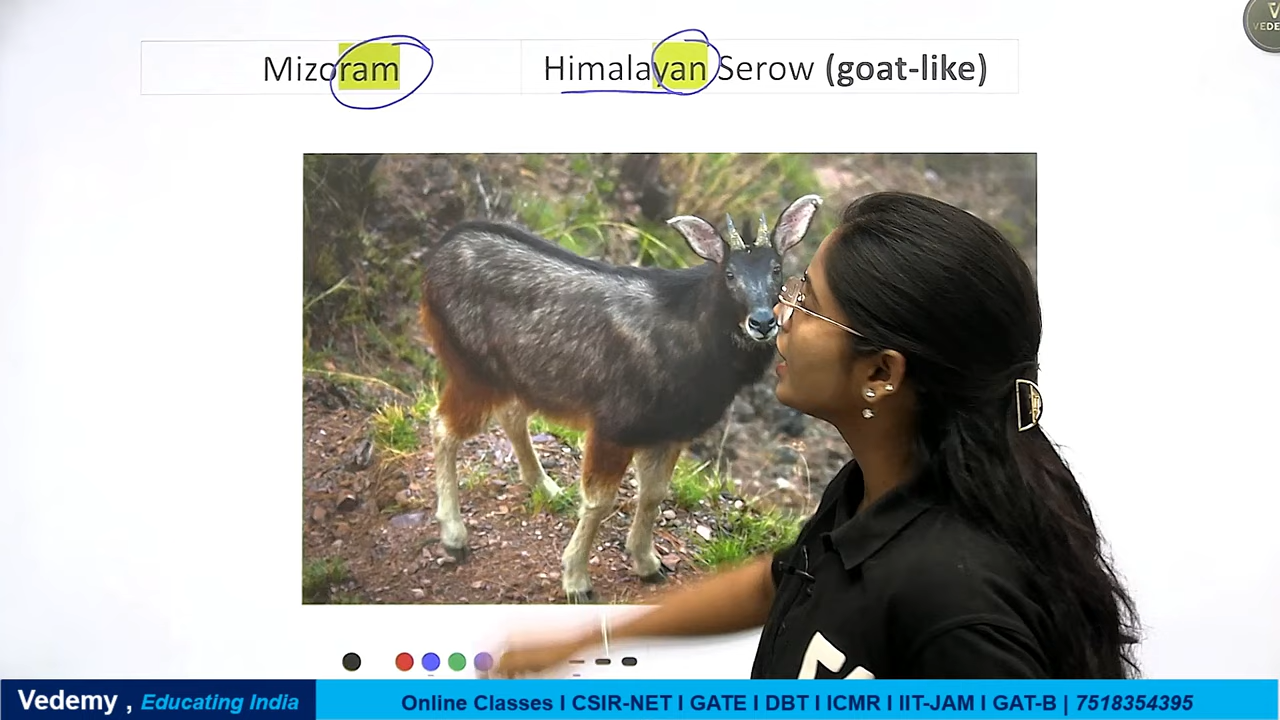 Mizoram
Himalayan Serow (goat-like)
Vedemy , Educating India
Online Classes I CSIR-NET I GATE I DBT I ICMR I IIT-JAM I GAT-B | 7518354395